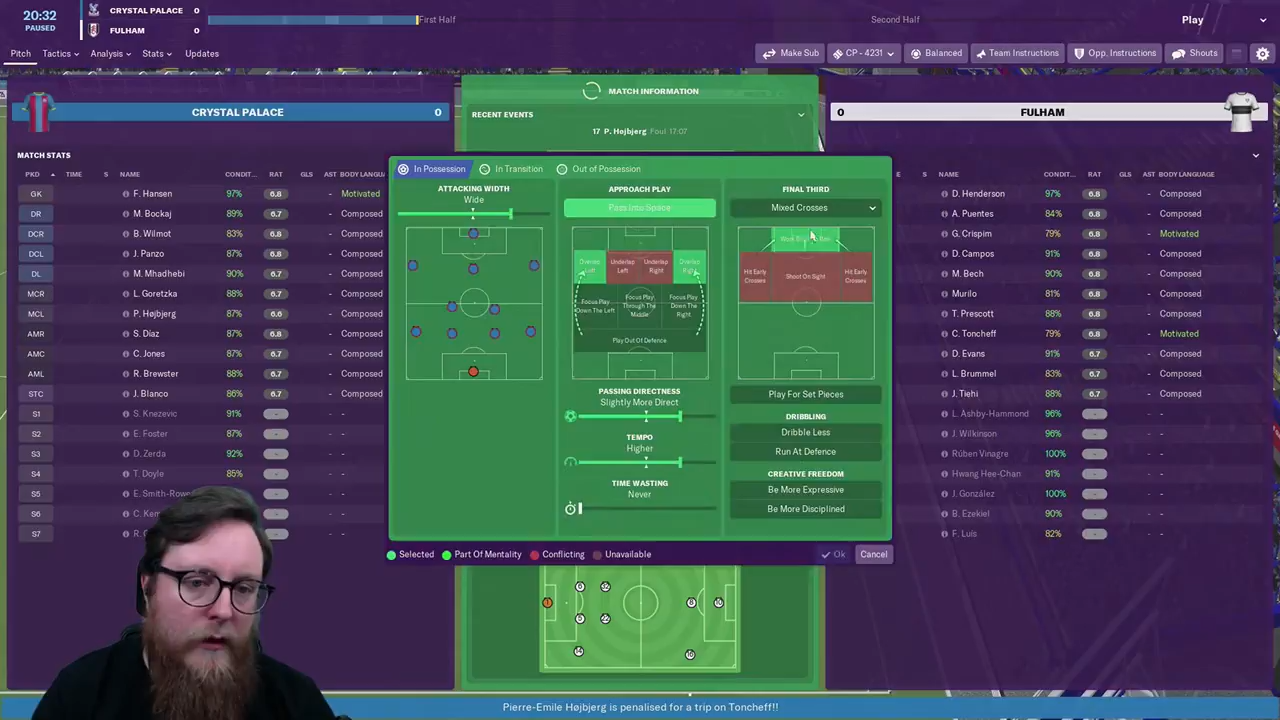 20:32
PAUSED
CRYSTAL PALACE 0
FULHAM 0
First Half
Second Half
Play
Pitch
Tactics
Analysis
Stats
Updates
Make Sub
CP - 4231
Balanced
Team Instructions
Opp. Instructions
Shouts
MATCH INFORMATION
RECENT EVENTS
17 P. Højbjerg Foul 17:07
CRYSTAL PALACE 0
0 FULHAM
MATCH STATS
PKD TIME S NAME CONDIT... RAT GLS AST BODY LANGUA
GK F. Hansen 97% 6.8 - - Motivated
DR M. Bockaj 89% 6.7 - - Composed
DCR B. Wilmot 83% 6.7 - - Composed
DCL J. Panzo 87% 6.8 - - Composed
DL M. Mhadhebi 90% 6.7 - - Composed
MCR L. Goretzka 88% 6.7 - - Composed
MCL P. Højbjerg 87% 6.6 - - Composed
AMR S. Díaz 87% 6.8 - - Composed
AMC C. Jones 87% 6.7 - - Composed
AML R. Brewster 88% 6.7 - - Composed
STC J. Blanco 86% 6.7 - - Composed
S1 S. Knezevic 91% - - -
S2 E. Foster 87% - - -
S3 D. Zerda 92% - - -
S4 T. Doyle 85% - - -
S5 E. Smith-Row
S6
S7
In Possession
In Transition
Out of Possession
ATTACKING WIDTH
Wide
APPROACH PLAY
Pass Into Space
Overlap Left
Underlap Left
Underlap Right
Overlap Right
Focus Play Down The Left
Focus Play Through The Middle
Focus Play Down The Right
Play Out Of Defence
PASSING DIRECTNESS
Slightly More Direct
TEMPO
Higher
TIME WASTING
Never
FINAL THIRD
Mixed Crosses
Hit Early Crosses
Shoot On Sight
Hit Early Crosses
Play For Set Pieces
DRIBBLING
Dribble Less
Run At Defence
CREATIVE FREEDOM
Be More Expressive
Be More Disciplined
Selected
Part Of Mentality
Conflicting
Unavailable
Ok
Cancel
S NAME CONDIT... RAT GLS AST BODY LANGUAGE
D. Henderson 97% 6.8 - - Composed
A. Puentes 84% 6.8 - - Composed
G. Crispim 79% 6.8 - - Motivated
D. Campos 91% 6.8 - - Composed
M. Bech 90% 6.8 - - Composed
Murilo 81% 6.8 - - Composed
T. Prescott 88% 6.8 - - Composed
C. Toncheff 79% 6.8 - - Motivated
D. Evans 91% 6.8 - - Composed
L. Brummel 83% 6.7 - - Composed
J. Tiehi 88% 6.7 - - Composed
L. Ashby-Hammond 96% - - -
J. Wilkinson 96% - - -
Rúben Vinagre 100% - - -
Hwang Hee-Chan 91% - - -
J. González 100% - - -
B. Ezekiel 90% - - -
F. Luis 82% - - -
Pierre-Emile Højbjerg is penalised for a trip on Toncheff!!